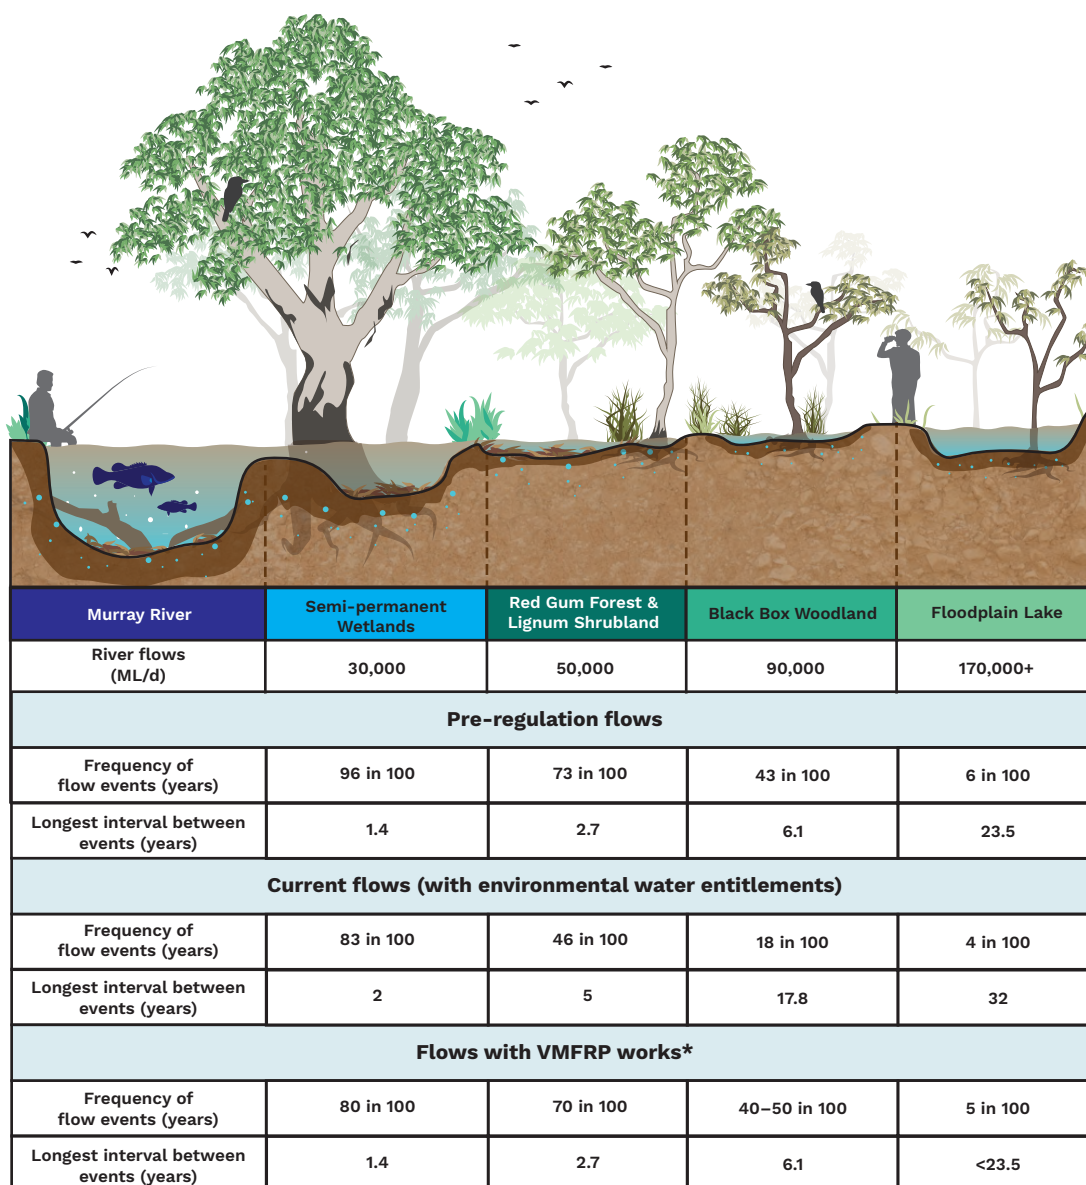 Murray River
Semi-permanent
Wetlands
Red Gum Forest &
Lignum Shrubland
Black Box Woodland
Floodplain Lake
River flows
(ML/d)
30,000
50,000
90,000
170,000+
Pre-regulation flows
Frequency of
flow events (years)
96 in 100
73 in 100
43 in 100
6 in 100
Longest interval between
events (years)
1.4
2.7
6.1
23.5
Current flows (with environmental water entitlements)
Frequency of
flow events (years)
83 in 100
46 in 100
18 in 100
4 in 100
Longest interval between
events (years)
2
5
17.8
32
Flows with VMFRP works*
Frequency of
flow events (years)
80 in 100
70 in 100
40–50 in 100
5 in 100
Longest interval between
events (years)
1.4
2.7
6.1
<23.5